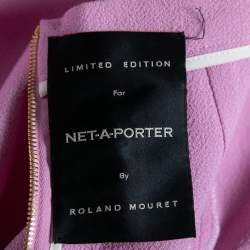 LIMITED EDITION
For
NET-A-PORTER
By
ROLAND MOURET